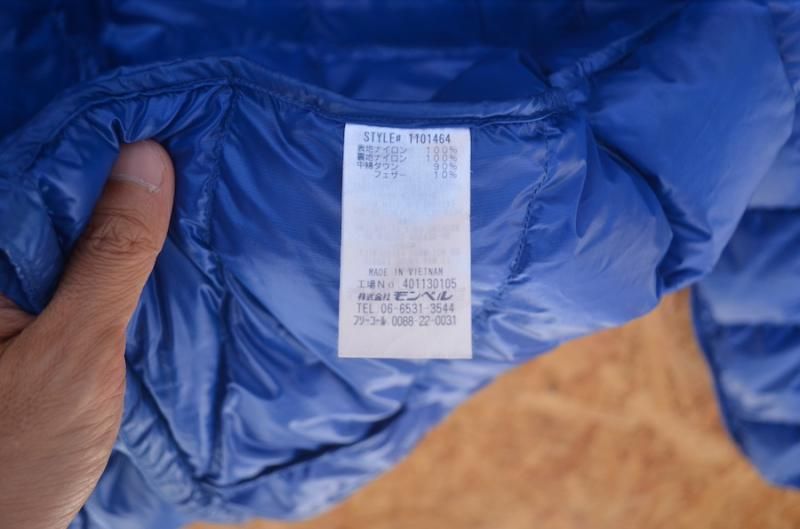 STYLE# 1101464
表地ナイロン 100%
裏地ナイロン 100%
中綿ダウン 90%
フェザー 10%
MADE IN VIETNAM
工場No 401130105
株式会社モンベル
TEL.06-6531-3544
フリーコール 0088-22-0031